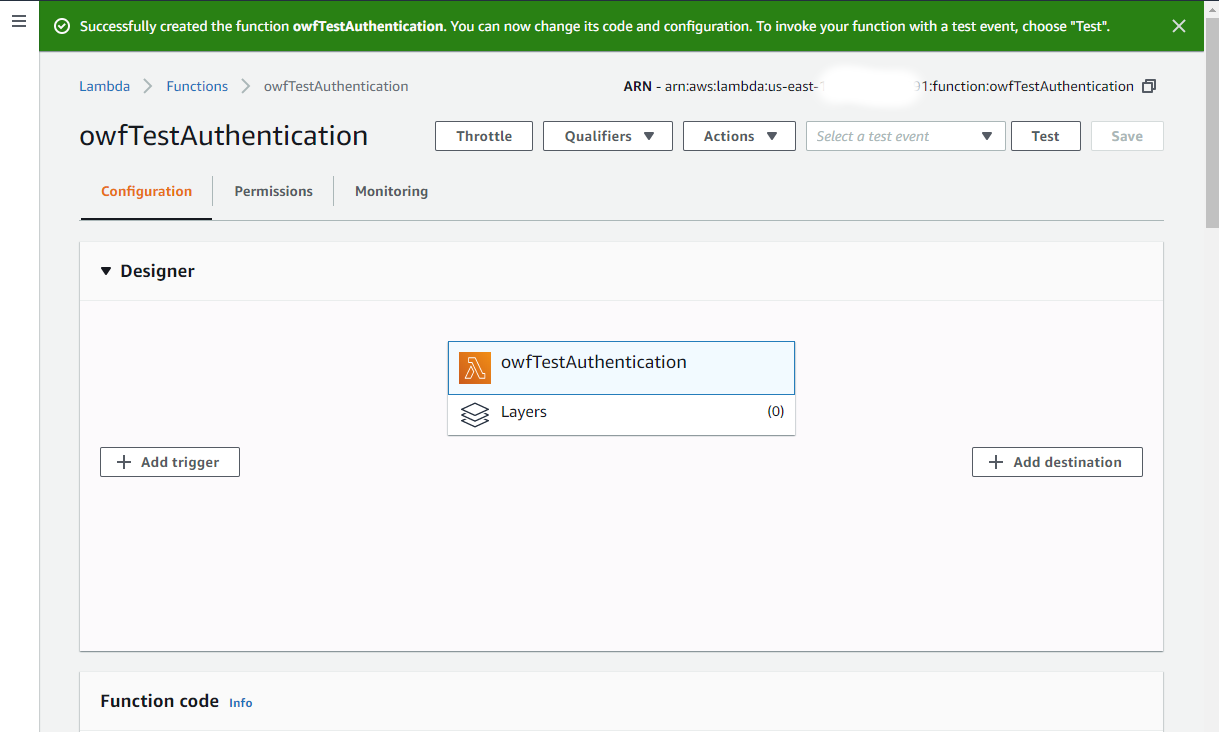 Successfully created the function owfTestAuthentication. You can now change its code and configuration. To invoke your function with a test event, choose "Test".
Lambda Functions owfTestAuthentication
ARN - arn:aws:lambda:us-east- 1:function:owfTestAuthentication
owfTestAuthentication
Throttle Qualifiers Actions Select a test event Test Save
Configuration Permissions Monitoring
Designer
owfTestAuthentication
Layers (0)
Add trigger Add destination
Function code Info